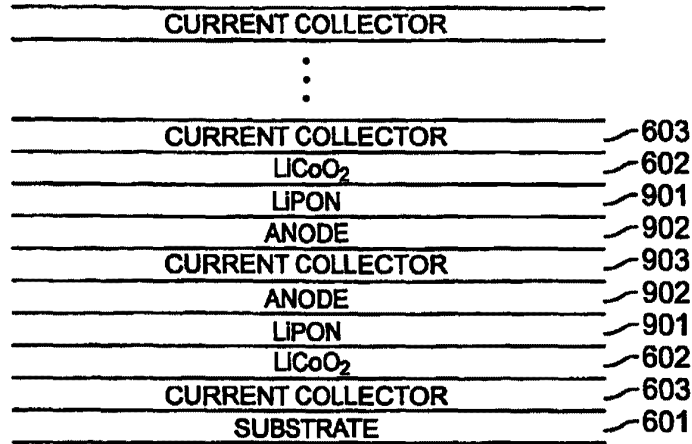 CURRENT COLLECTOR
CURRENT COLLECTOR 603
LiCoO2 602
LiPON 901
ANODE 902
CURRENT COLLECTOR 903
ANODE 902
LiPON 901
LiCoO2 602
CURRENT COLLECTOR 603
SUBSTRATE 601